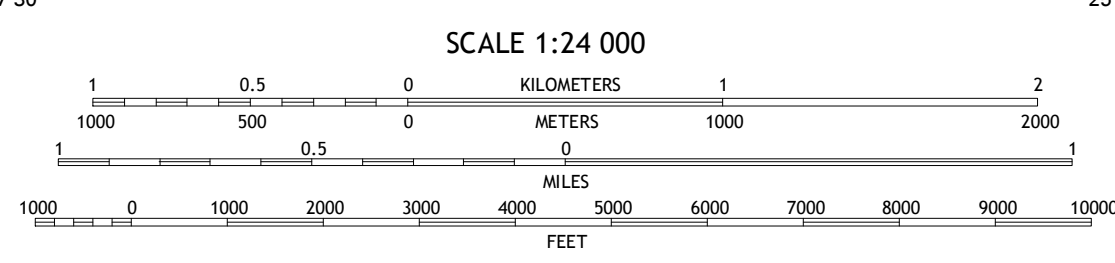 SCALE 1:24 000
1 0.5 0 KILOMETERS 1 2
1000 500 0 METERS 1000 2000
1 0.5 0 1
MILES
1000 0 1000 2000 3000 4000 5000 6000 7000 8000 9000 10000
FEET